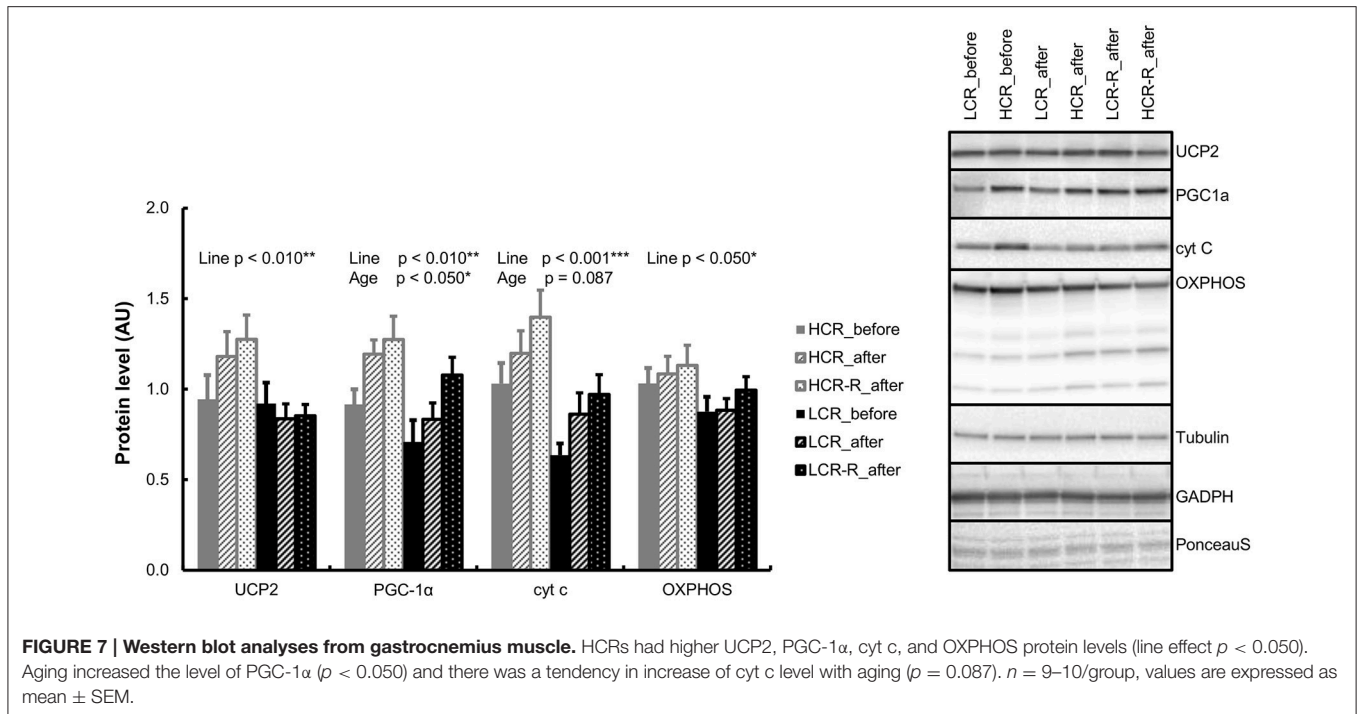 2.0
1.5
1.0
0.5
0.0
Protein level (AU)
Line p < 0.010**
Line p < 0.010**
Age p < 0.050*
Line p < 0.001***
Age p = 0.087
Line p < 0.050*
UCP2
PGC-1α
cyt c
OXPHOS
HCR_before
HCR_after
HCR-R_after
LCR_before
LCR_after
LCR-R_after
LCR_before
HCR_before
LCR_after
HCR_after
LCR-R_after
HCR-R_after
UCP2
PGC1a
cyt C
OXPHOS
Tubulin
GADPH
PonceauS
FIGURE 7 | Western blot analyses from gastrocnemius muscle. HCRs had higher UCP2, PGC-1α, cyt c, and OXPHOS protein levels (line effect p < 0.050).
Aging increased the level of PGC-1α (p < 0.050) and there was a tendency in increase of cyt c level with aging (p = 0.087). n = 9–10/group, values are expressed as
mean ± SEM.